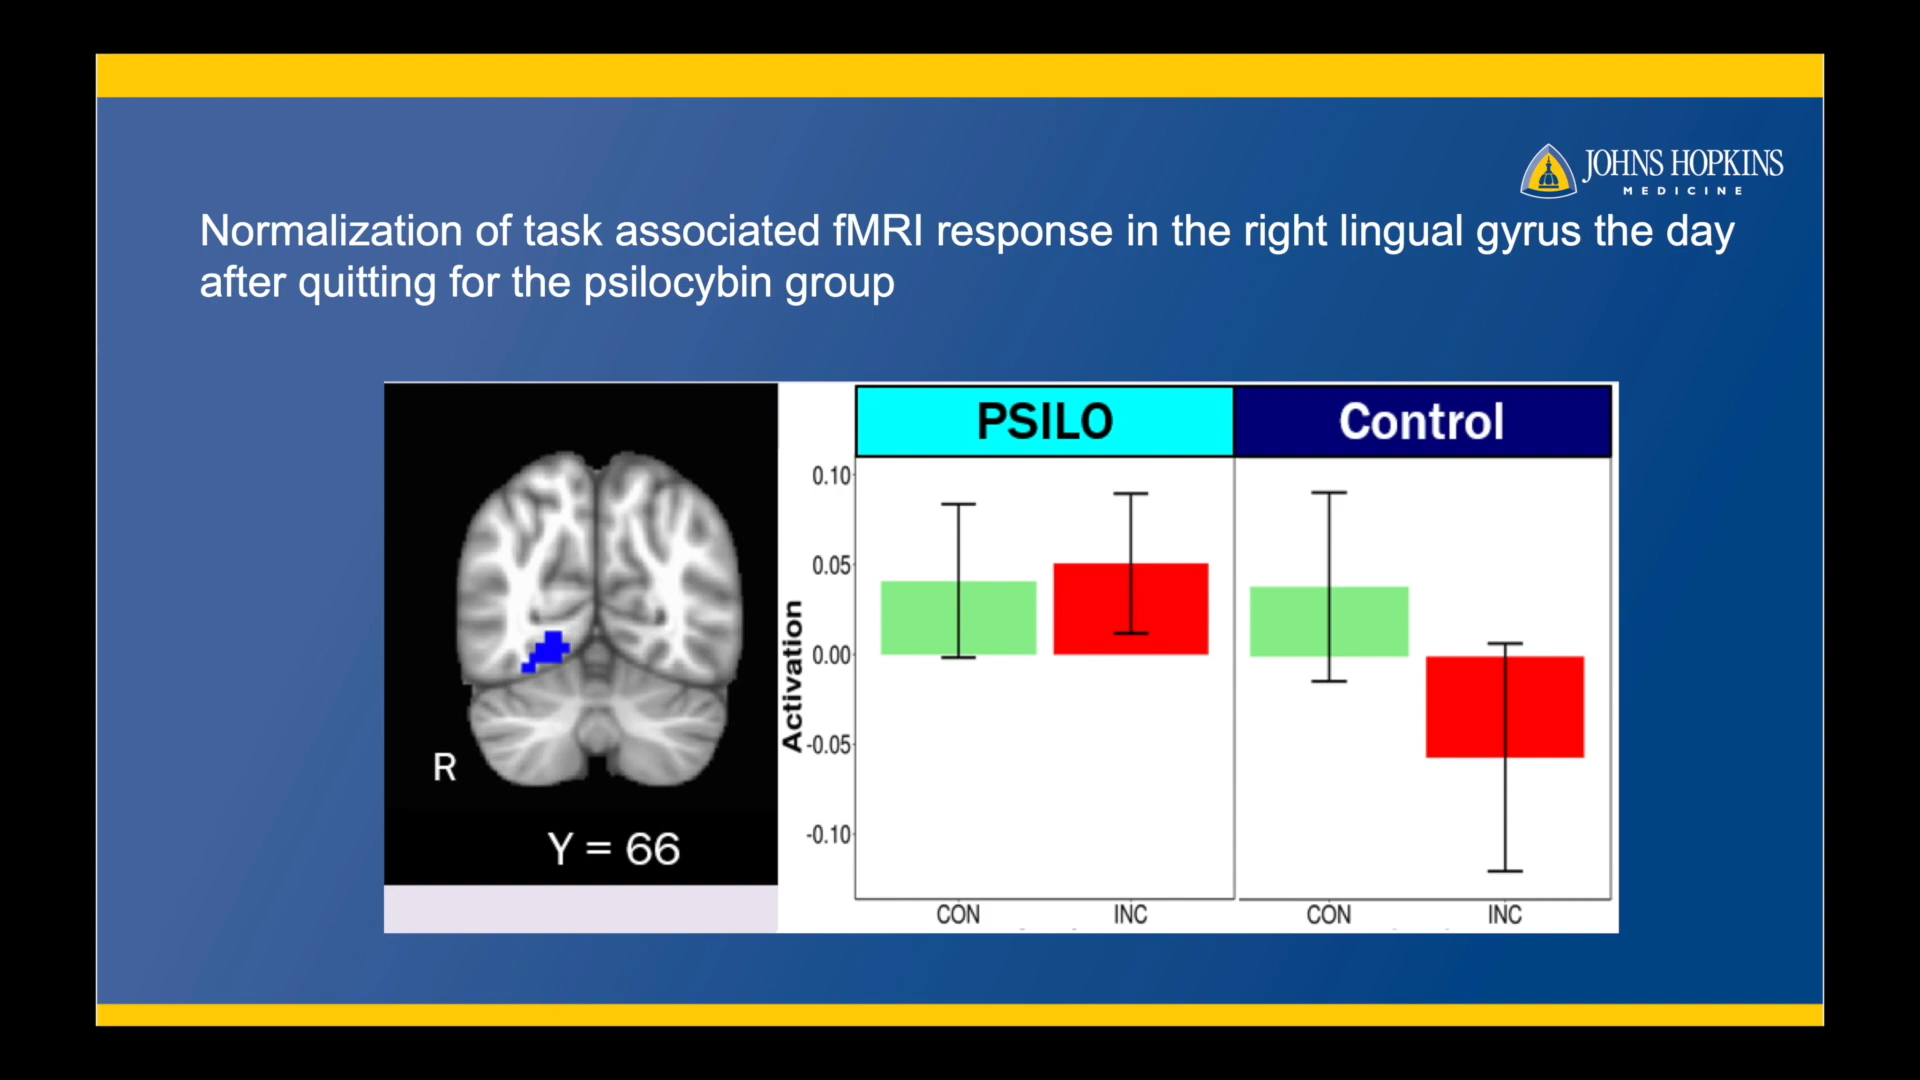 JOHNS HOPKINS
MEDICINE
Normalization of task associated fMRI response in the right lingual gyrus the day
after quitting for the psilocybin group
R
Y = 66
PSILO
Control
Activation
0.10
0.05
0.00
-0.05
-0.10
CON
INC
CON
INC